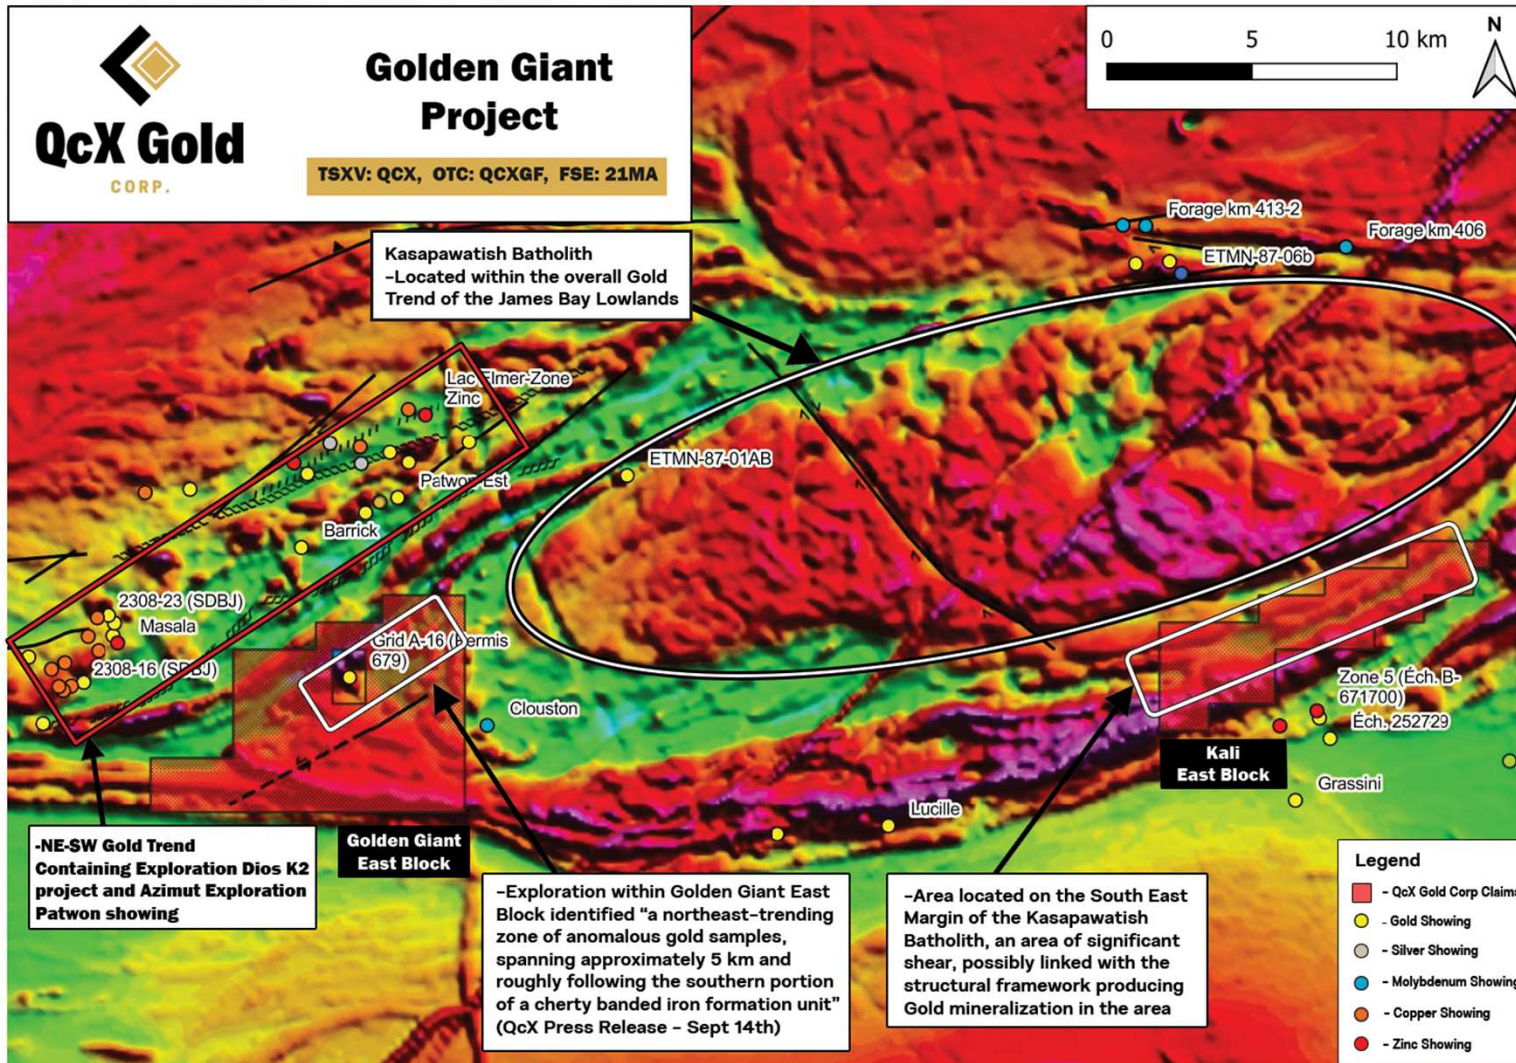 QcX Gold
CORP.
Golden Giant
Project
TSXV: QCX, OTC: QCXGF, FSE: 21MA
0 5 10 km
N
Forage km 413-2
Forage km 406
ETMN-87-06b
Kasapawatish Batholith
-Located within the overall Gold
Trend of the James Bay Lowlands
Lac Elmer-Zone
Zinc
ETMN-87-01AB
Patwon Est
Barrick
2308-23 (SDBJ)
Masala
2308-16 (SDBJ)
Grid A-16 (Permis
679)
Clouston
Zone 5 (Éch. B-
671700)
Éch. 252729
Kali
East Block
Grassini
Lucille
-NE-SW Gold Trend
Containing Exploration Dios K2
project and Azimut Exploration
Patwon showing
Golden Giant
East Block
-Exploration within Golden Giant East
Block identified “a northeast-trending
zone of anomalous gold samples,
spanning approximately 5 km and
roughly following the southern portion
of a cherty banded iron formation unit”
(QcX Press Release - Sept 14th)
-Area located on the South East
Margin of the Kasapawatish
Batholith, an area of significant
shear, possibly linked with the
structural framework producing
Gold mineralization in the area
Legend
- QcX Gold Corp Claims
- Gold Showing
- Silver Showing
- Molybdenum Showing
- Copper Showing
- Zinc Showing